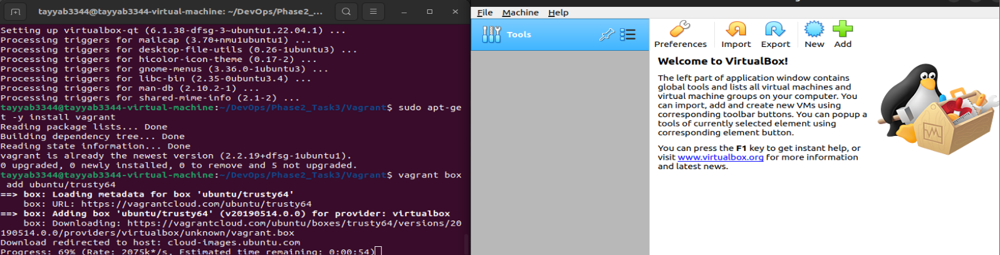 tayyab3344@tayyab3344-virtual-machine: ~/DevOps/Phase2_...
Setting up virtualbox-qt (6.1.38-dfsg-3~ubuntu1.22.04.1) ...
Processing triggers for mailcap (3.70+nmu1ubuntu1) ...
Processing triggers for desktop-file-utils (0.26-1ubuntu3) ...
Processing triggers for hicolor-icon-theme (0.17-2) ...
Processing triggers for gnome-menus (3.36.0-1ubuntu3) ...
Processing triggers for libc-bin (2.35-0ubuntu3.4) ...
Processing triggers for man-db (2.10.2-1) ...
Processing triggers for shared-mime-info (2.1-2) ...
tayyab3344@tayyab3344-virtual-machine:~/DevOps/Phase2_Task3/Vagrant$ sudo apt-ge
t -y install vagrant
Reading package lists... Done
Building dependency tree... Done
Reading state information... Done
vagrant is already the newest version (2.2.19+dfsg-1ubuntu1).
0 upgraded, 0 newly installed, 0 to remove and 5 not upgraded.
tayyab3344@tayyab3344-virtual-machine:~/DevOps/Phase2_Task3/Vagrant$ vagrant box
 add ubuntu/trusty64
==> box: Loading metadata for box 'ubuntu/trusty64'
    box: URL: https://vagrantcloud.com/ubuntu/trusty64
==> box: Adding box 'ubuntu/trusty64' (v20190514.0.0) for provider: virtualbox
    box: Downloading: https://vagrantcloud.com/ubuntu/boxes/trusty64/versions/20
190514.0.0/providers/virtualbox/unknown/vagrant.box
Download redirected to host: cloud-images.ubuntu.com
Progress: 69% (Rate: 2075k*/s, Estimated time remaining: 0:00:54)
File Machine Help
Tools
Preferences Import Export New Add
Welcome to VirtualBox!
The left part of application window contains
global tools and lists all virtual machines and
virtual machine groups on your computer. You
can import, add and create new VMs using
corresponding toolbar buttons. You can popup a
tools of currently selected element using
corresponding element button.
You can press the F1 key to get instant help, or
visit www.virtualbox.org for more information
and latest news.